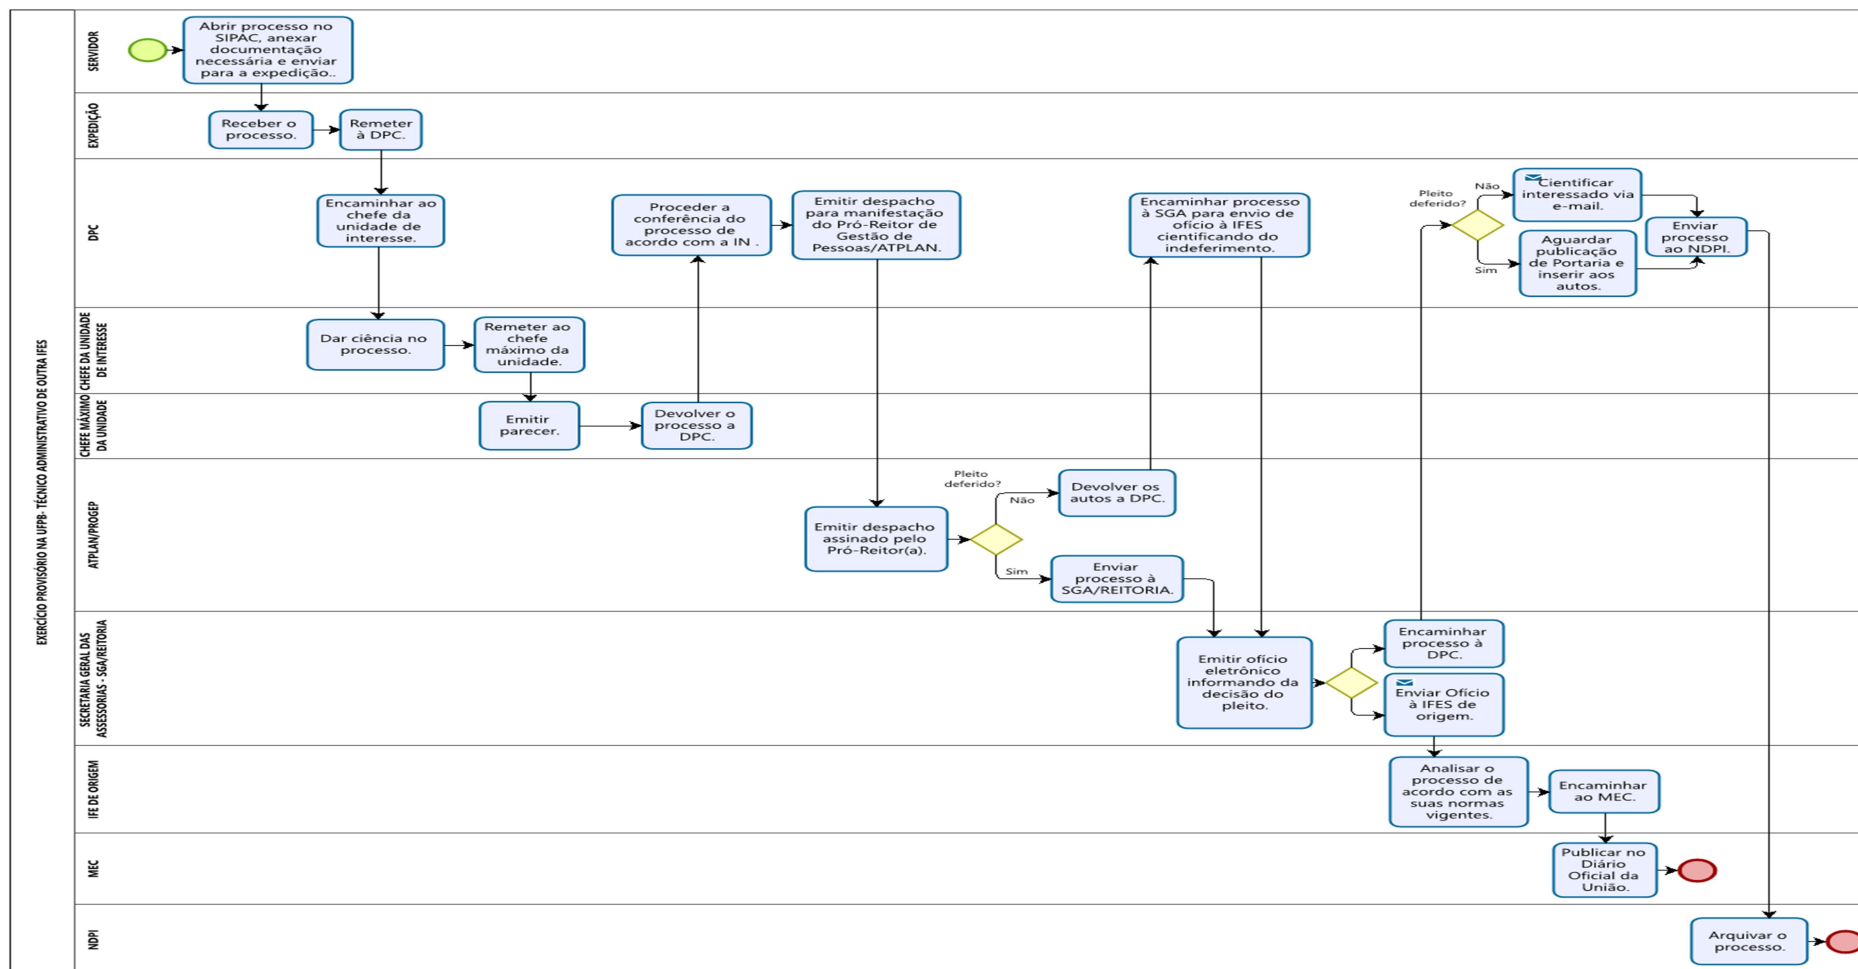 EXERCÍCIO PROVISÓRIO NA UFPB- TÉCNICO ADMINISTRATIVO DE OUTRA IFES
SERVIDOR
Abrir processo no
SIPAC, anexar
documentação
necessária e enviar
para a expedição..
EXPEDIÇÃO
Receber o
processo.
Remeter
à DPC.
DPC
Encaminhar ao
chefe da
unidade de
interesse.
Proceder a
conferência do
processo de
acordo com a IN .
Emitir despacho
para manifestação
do Pró-Reitor de
Gestão de
Pessoas/ATPLAN.
Encaminhar processo
à SGA para envio de
ofício à IFES
cientificando do
indeferimento.
Pleito
deferido?
Não
Sim
Cientificar
interessado via
e-mail.
Aguardar
publicação
de Portaria e
inserir aos
autos.
Enviar
processo
ao NDPI.
CHEFE DA UNIDADE
DE INTERESSE
Dar ciência no
processo.
Remeter ao
chefe
máximo da
unidade.
CHEFE MÁXIMO
DA UNIDADE
Emitir
parecer.
Devolver o
processo a
DPC.
ATPLAN/PROGEP
Emitir despacho
assinado pelo
Pró-Reitor(a).
Pleito
deferido?
Não
Sim
Devolver os
autos a DPC.
Enviar
processo à
SGA/REITORIA.
SECRETARIA GERAL DAS
ASSESSORIAS - SGA/REITORIA
Emitir ofício
eletrônico
informando da
decisão do
pleito.
Encaminhar
processo à
DPC.
Enviar Ofício
à IFES de
origem.
IFE DE ORIGEM
Analisar o
processo de
acordo com as
suas normas
vigentes.
Encaminhar
ao MEC.
MEC
Publicar no
Diário
Oficial da
União.
NDPI
Arquivar o
processo.